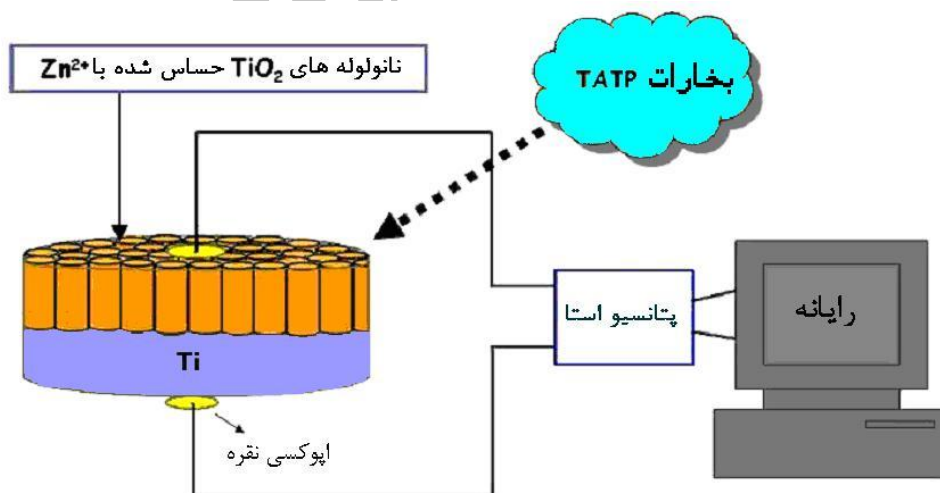 نانولوله های TiO2 حساس شده با Zn2+
بخارات TATP
پتانسیو استا
رایانه
Ti
اپوکسی نقره